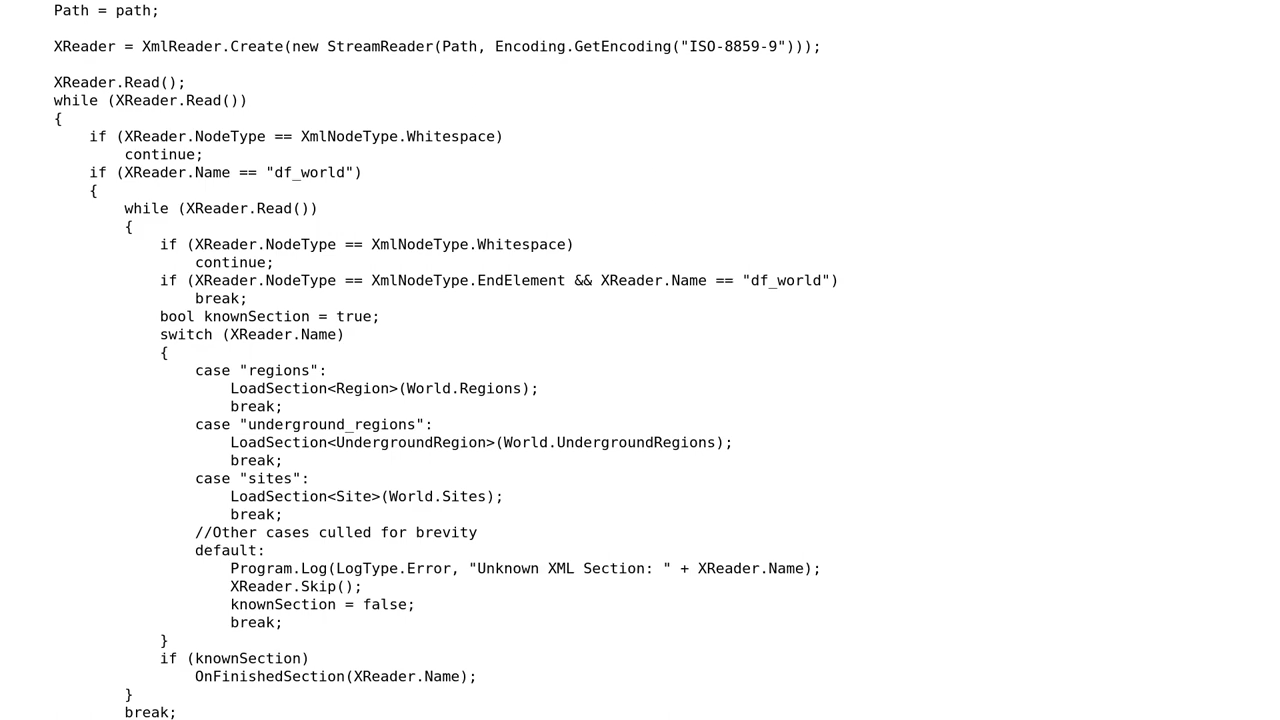 Path = path;
XReader = XmlReader.Create(new StreamReader(Path, Encoding.GetEncoding("ISO-8859-9")));
XReader.Read();
while (XReader.Read())
{
if (XReader.NodeType == XmlNodeType.Whitespace)
continue;
if (XReader.Name == "df_world")
{
while (XReader.Read())
{
if (XReader.NodeType == XmlNodeType.Whitespace)
continue;
if (XReader.NodeType == XmlNodeType.EndElement && XReader.Name == "df_world")
break;
bool knownSection = true;
switch (XReader.Name)
{
case "regions":
LoadSection<Region>(World.Regions);
break;
case "underground_regions":
LoadSection<UndergroundRegion>(World.UndergroundRegions);
break;
case "sites":
LoadSection<Site>(World.Sites);
break;
//Other cases culled for brevity
default:
Program.Log(LogType.Error, "Unknown XML Section: " + XReader.Name);
XReader.Skip();
knownSection = false;
break;
}
if (knownSection)
OnFinishedSection(XReader.Name);
}
break;